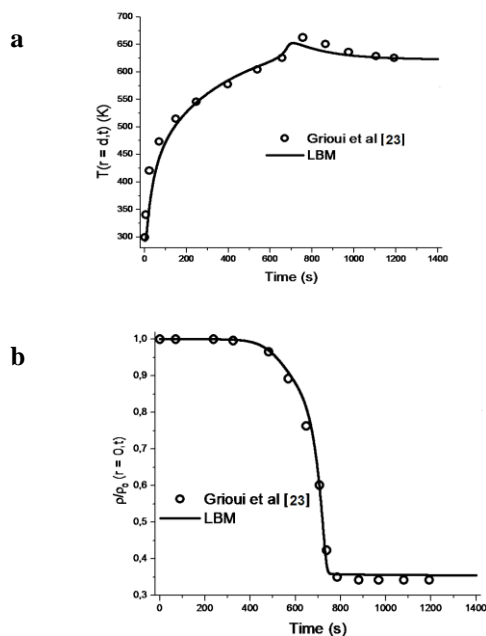 a
700
650
600
550
500
450
400
350
300
T(r = d,t) (K)
Grioui et al [23]
LBM
0 200 400 600 800 1000 1200 1400
Time (s)
b
1,0
0,9
0,8
0,7
0,6
0,5
0,4
0,3
ρ/ρ₀ (r = 0,t)
Grioui et al [23]
LBM
0 200 400 600 800 1000 1200 1400
Time (s)